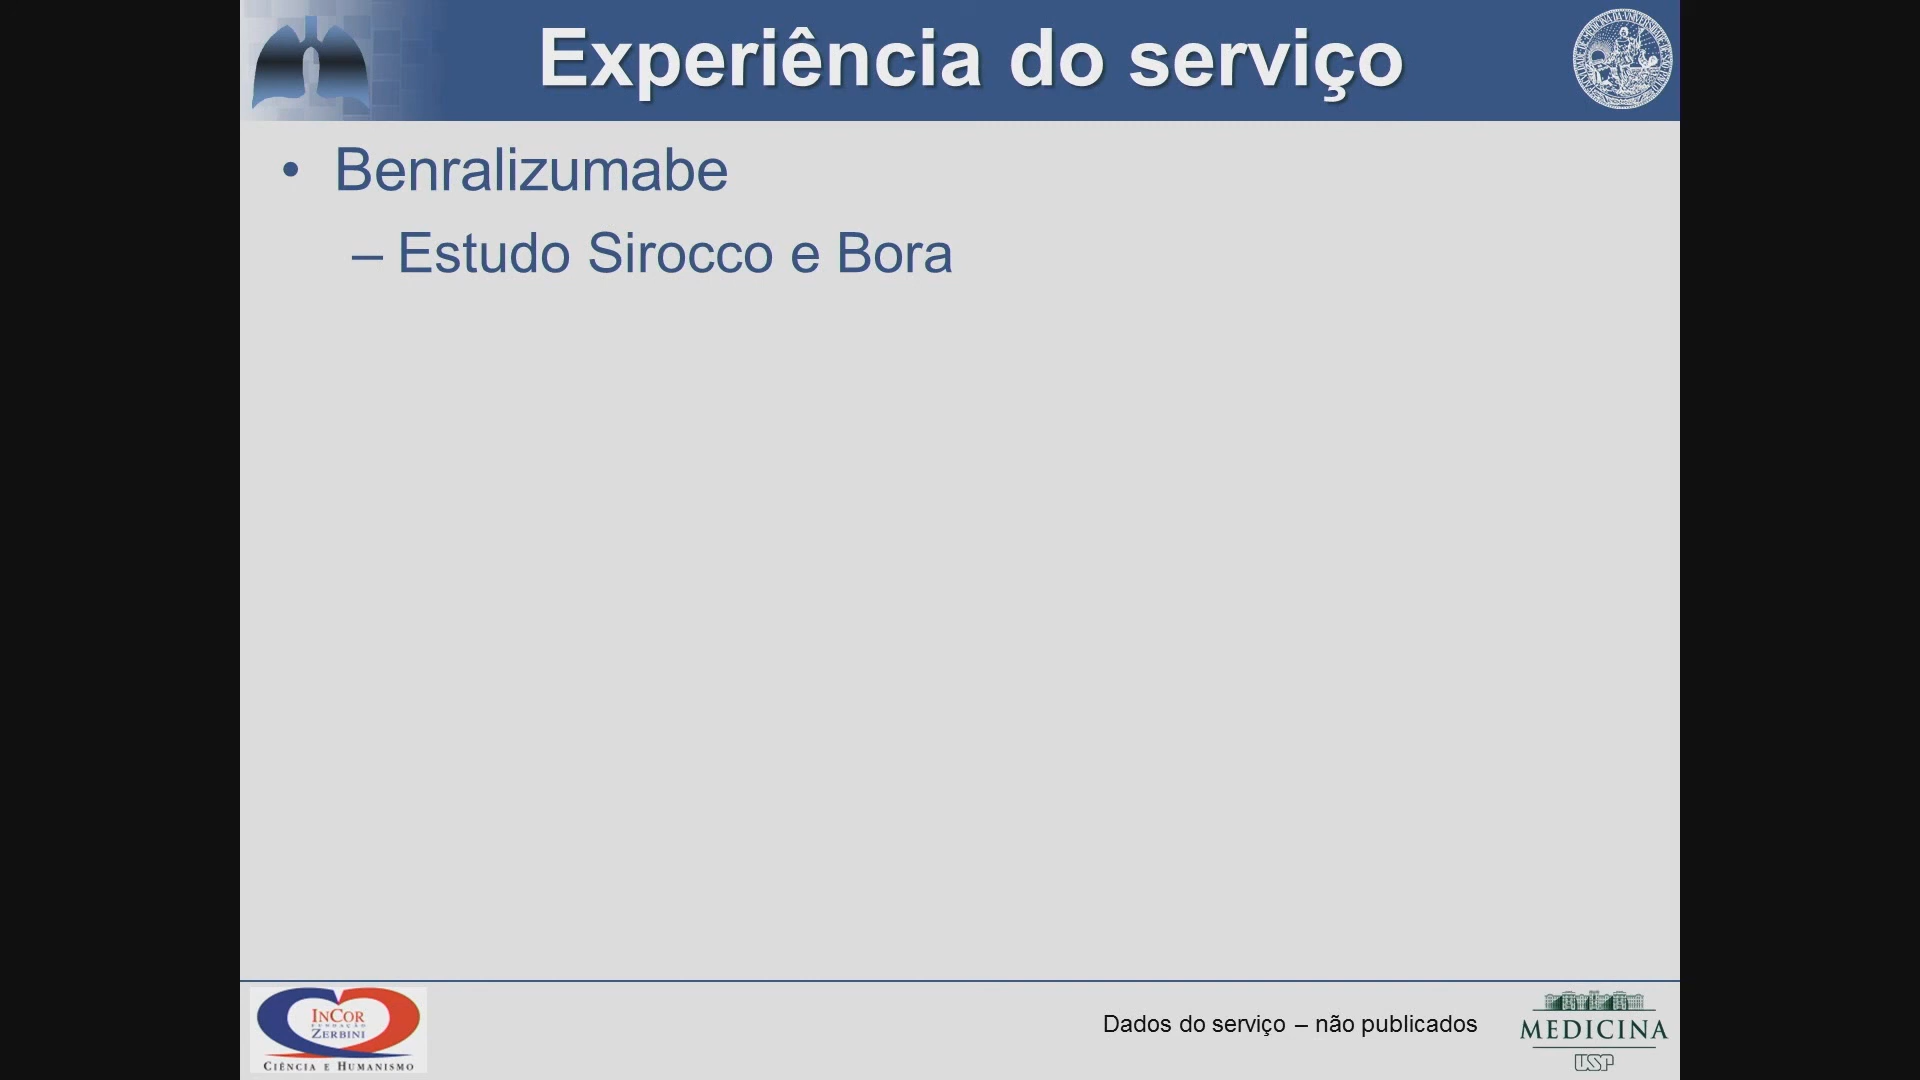 Experiência do serviço
• Benralizumabe
– Estudo Sirocco e Bora
INCOR
FUNDAÇÃO
ZERBINI
CIÊNCIA E HUMANISMO
Dados do serviço – não publicados
MEDICINA
USP